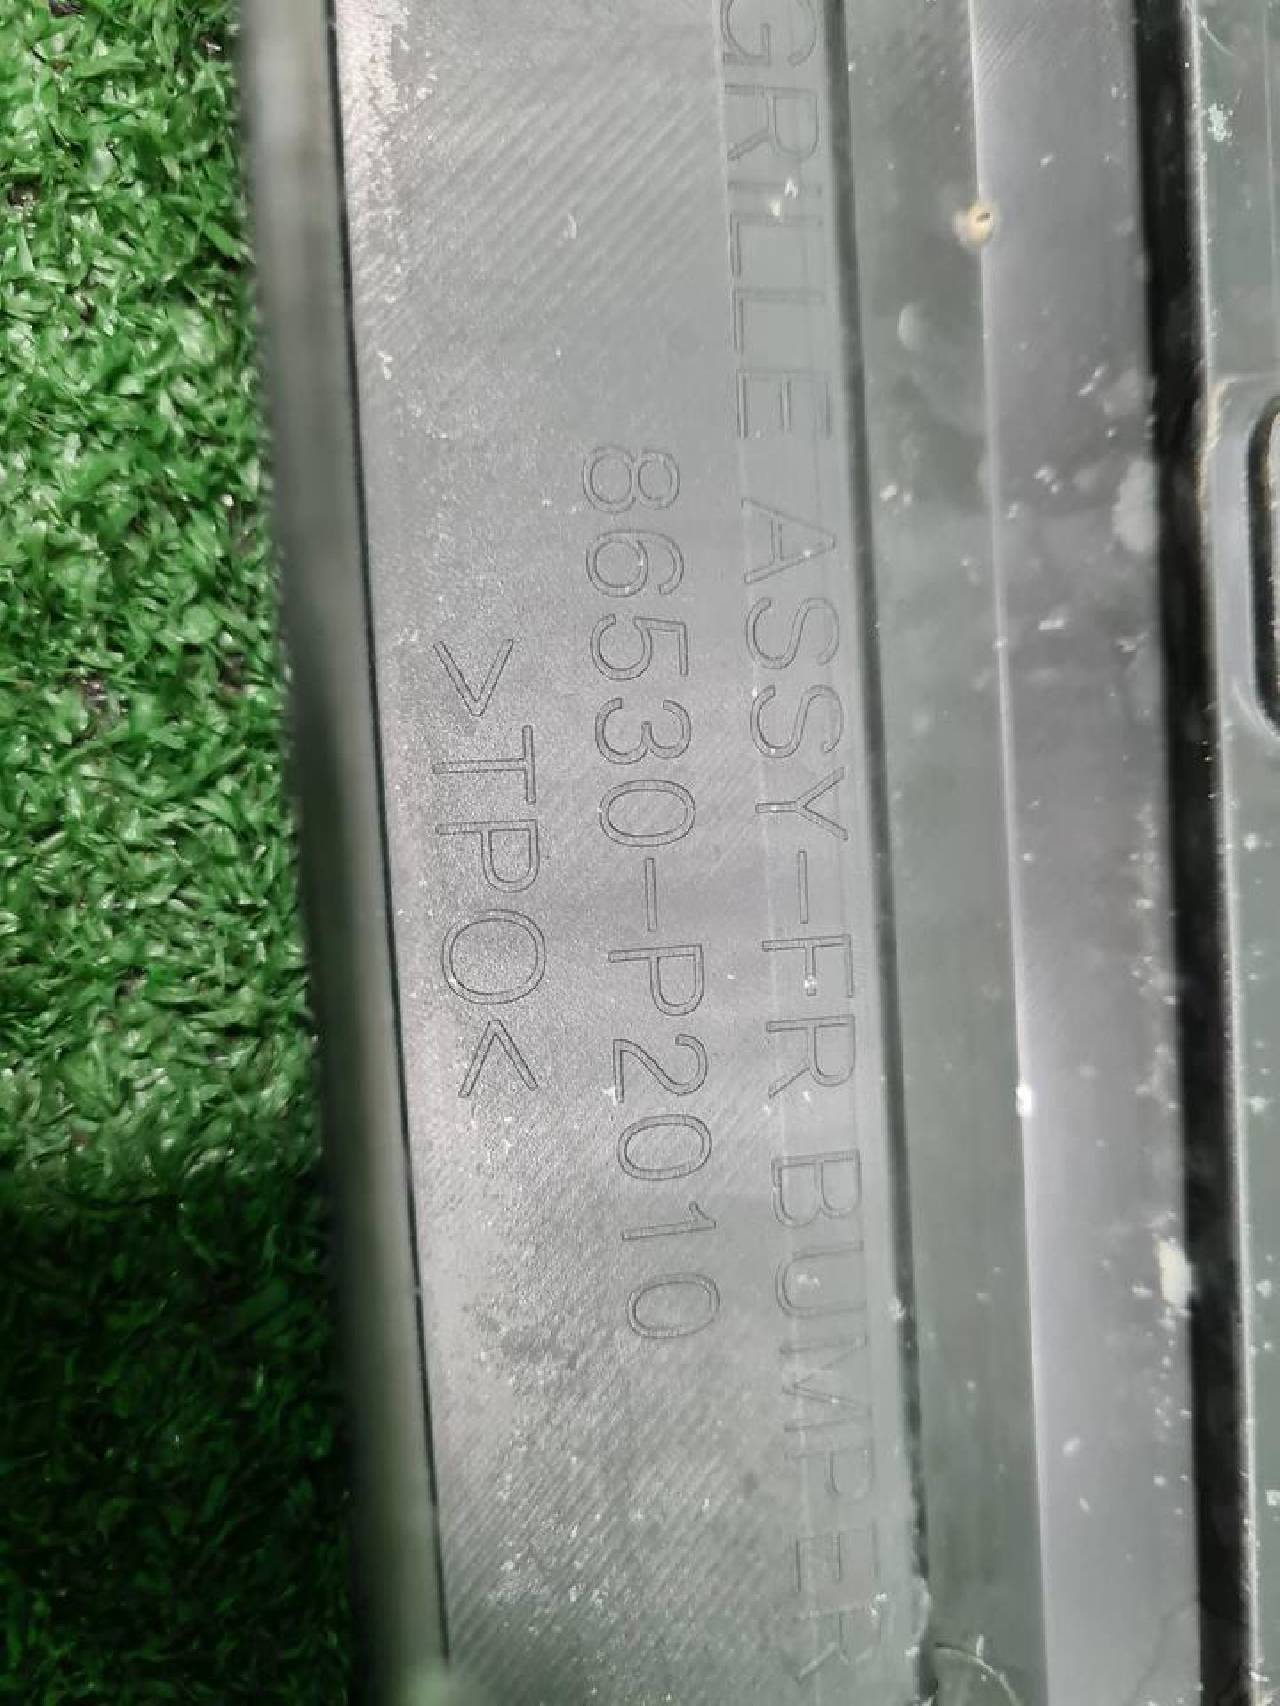 GRILLE ASSY-FR BUMPER
86530-P2010
>TPO<